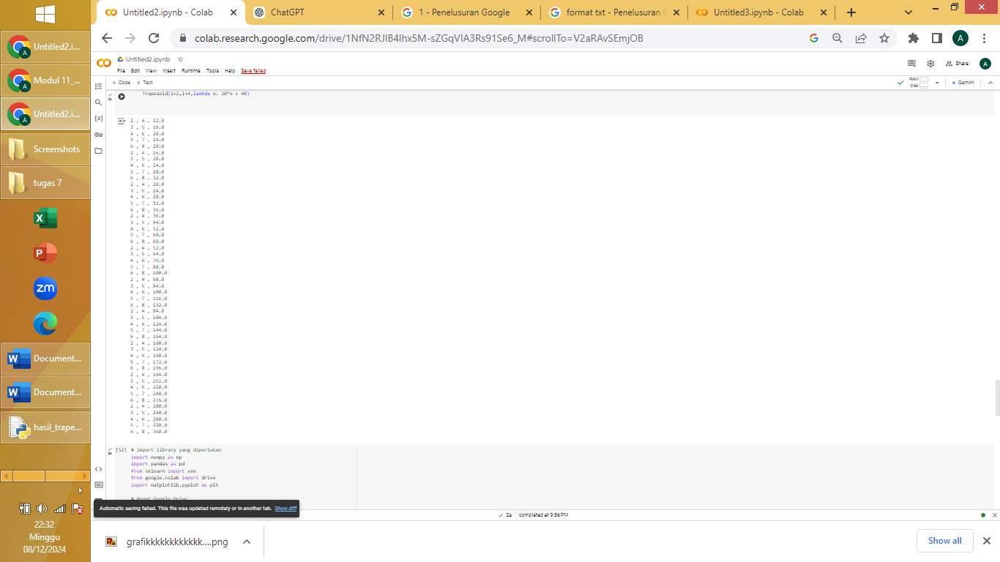 Untitled2.ipynb - Colab
ChatGPT
1 - Penelusuran Google
format txt - Penelusuran G
Untitled3.ipynb - Colab
colab.research.google.com/drive/1NfN2RJlB4lhx5M-sZGqVlA3Rs91Se6_M#scrollTo=V2aRAvSEmjOB
A
Untitled2.i...
Modul 11_...
Untitled2.i...
Screenshots
tugas 7
zm
Document...
Document...
hasil_trape...
22:32
Minggu
08/12/2024
Untitled2.ipynb
File Edit View Insert Runtime Tools Help Save failed
Share
A
+ Code + Text
RAM
Disk
Gemini
Trapezoid(i+2,i+4,lambda x: 20*x + 40)
2 , 4 , 12.0
3 , 5 , 16.0
4 , 6 , 20.0
5 , 7 , 24.0
6 , 8 , 28.0
2 , 4 , 16.0
3 , 5 , 20.0
4 , 6 , 24.0
5 , 7 , 28.0
6 , 8 , 32.0
2 , 4 , 20.0
3 , 5 , 24.0
4 , 6 , 28.0
5 , 7 , 32.0
6 , 8 , 36.0
2 , 4 , 36.0
3 , 5 , 44.0
4 , 6 , 52.0
5 , 7 , 60.0
6 , 8 , 68.0
2 , 4 , 52.0
3 , 5 , 64.0
4 , 6 , 76.0
5 , 7 , 88.0
6 , 8 , 100.0
2 , 4 , 68.0
3 , 5 , 84.0
4 , 6 , 100.0
5 , 7 , 116.0
6 , 8 , 132.0
2 , 4 , 84.0
3 , 5 , 104.0
4 , 6 , 124.0
5 , 7 , 144.0
6 , 8 , 164.0
2 , 4 , 100.0
3 , 5 , 124.0
4 , 6 , 148.0
5 , 7 , 172.0
6 , 8 , 196.0
2 , 4 , 164.0
3 , 5 , 192.0
4 , 6 , 220.0
5 , 7 , 248.0
6 , 8 , 276.0
2 , 4 , 200.0
3 , 5 , 240.0
4 , 6 , 280.0
5 , 7 , 320.0
6 , 8 , 360.0
[52] # Import library yang diperlukan
import numpy as np
import pandas as pd
from sklearn import svm
from google.colab import drive
import matplotlib.pyplot as plt
# Mount Google Drive
Automatic saving failed. This file was updated remotely or in another tab. Show diff
2s completed at 9:56 PM
grafikkkkkkkkkkkk....png
Show all